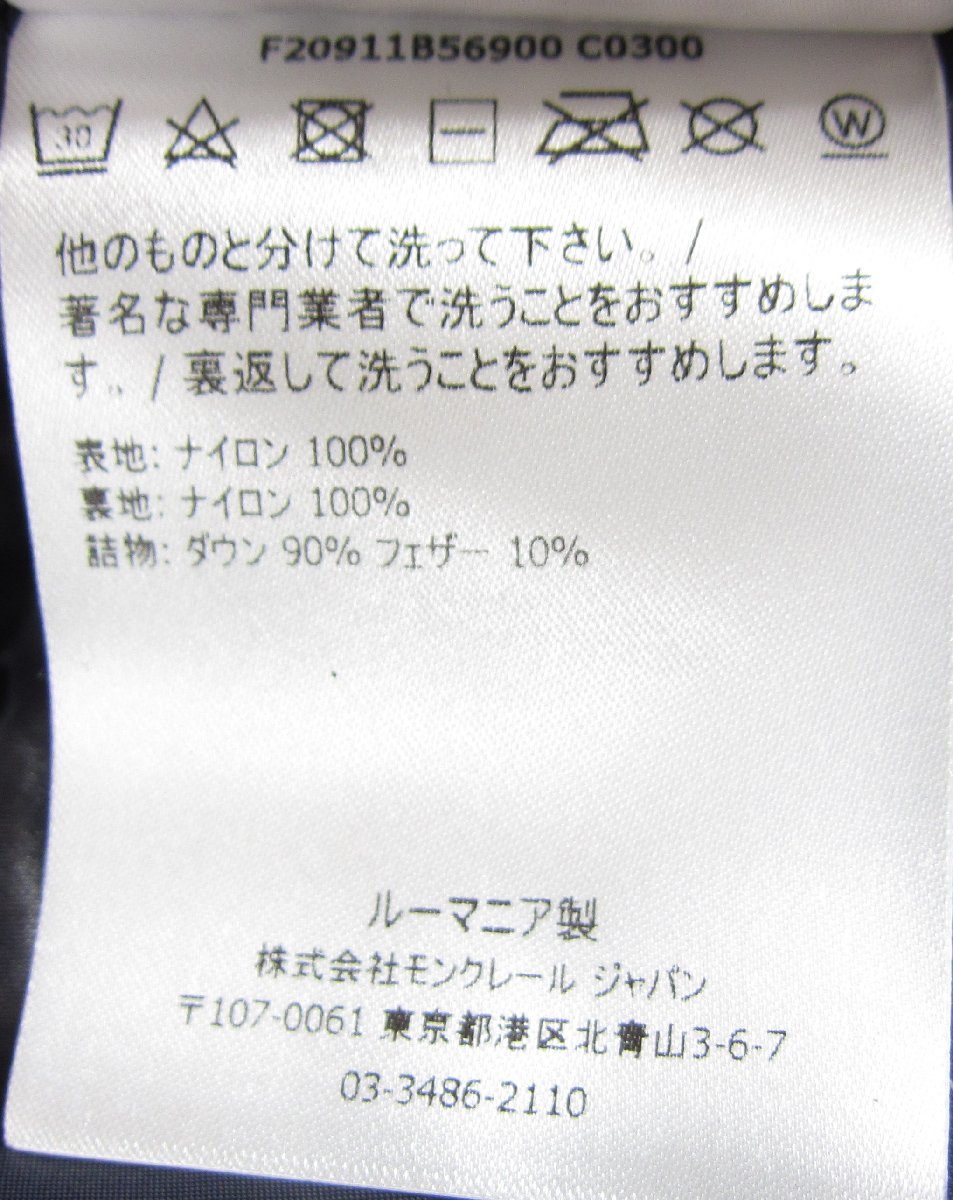 F20911B56900 C0300
30 W
他のものと分けて洗って下さい。/
著名な専門業者で洗うことをおすすめしま
す。。/ 裏返して洗うことをおすすめします。
表地: ナイロン 100%
裏地: ナイロン 100%
詰物: ダウン 90% フェザー 10%
ルーマニア製
株式会社モンクレール ジャパン
〒107-0061 東京都港区北青山3-6-7
03-3486-2110